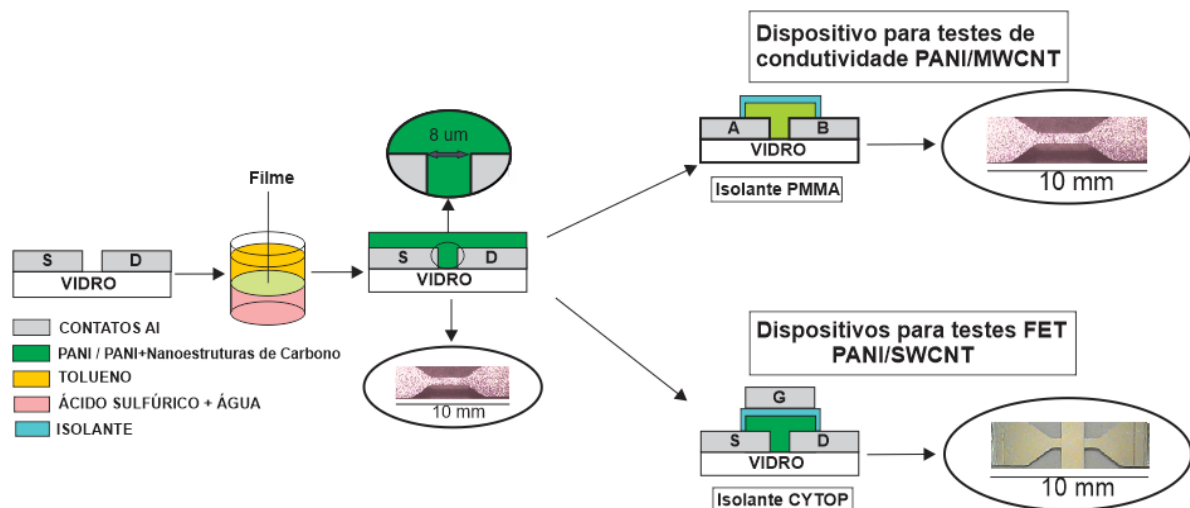 Dispositivo para testes de
condutividade PANI/MWCNT
8 um
A
B
VIDRO
Isolante PMMA
10 mm
Filme
S
D
VIDRO
S
D
VIDRO
CONTATOS Al
PANI / PANI+Nanoestruturas de Carbono
TOLUENO
ÁCIDO SULFÚRICO + ÁGUA
ISOLANTE
10 mm
Dispositivos para testes FET
PANI/SWCNT
G
S
D
VIDRO
Isolante CYTOP
10 mm